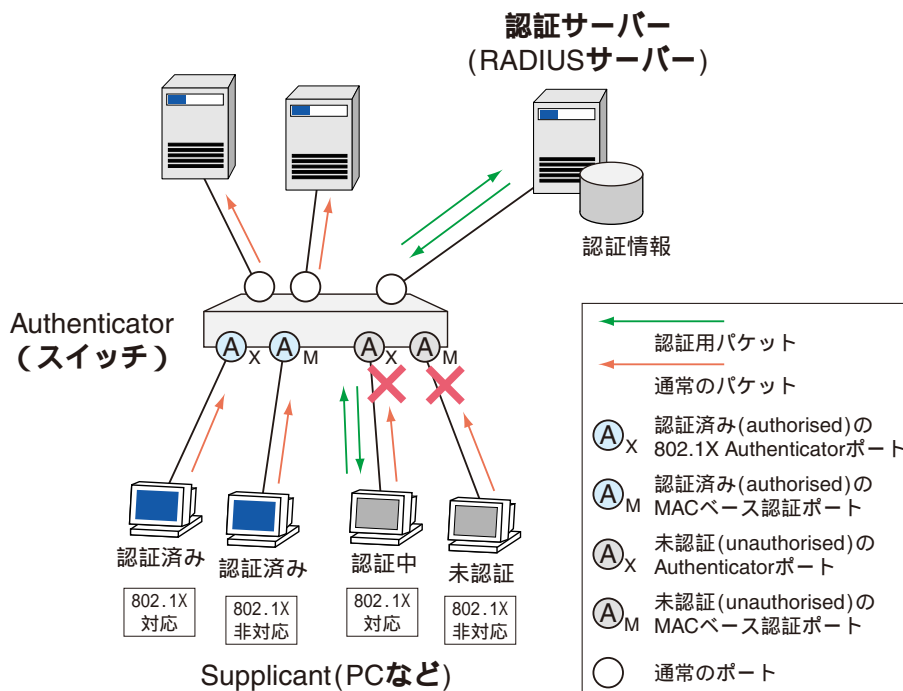 認証サーバー
(RADIUSサーバー)
認証情報
Authenticator
(スイッチ)
A X
A M
A X
A M
認証済み
認証済み
認証中
未認証
802.1X
対応
802.1X
非対応
802.1X
対応
802.1X
非対応
Supplicant(PCなど)
認証用パケット
通常のパケット
A X
認証済み(authorised)の
802.1X Authenticatorポート
A M
認証済み(authorised)の
MACベース認証ポート
A X
未認証(unauthorised)の
Authenticatorポート
A M
未認証(unauthorised)の
MACベース認証ポート
通常のポート